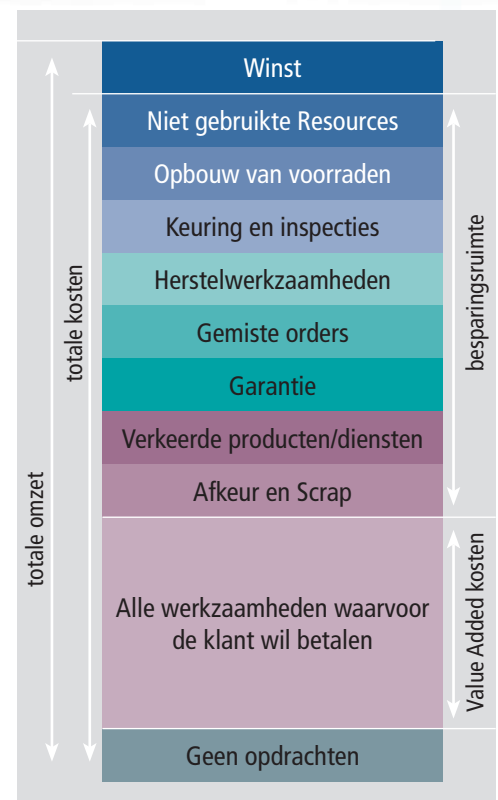 Winst
Niet gebruikte Resources
Opbouw van voorraden
Keuring en inspecties
Herstelwerkzaamheden
Gemiste orders
Garantie
Verkeerde producten/diensten
Afkeur en Scrap
Alle werkzaamheden waarvoor
de klant wil betalen
Geen opdrachten
totale omzet
totale kosten
besparingsruimte
Value Added kosten